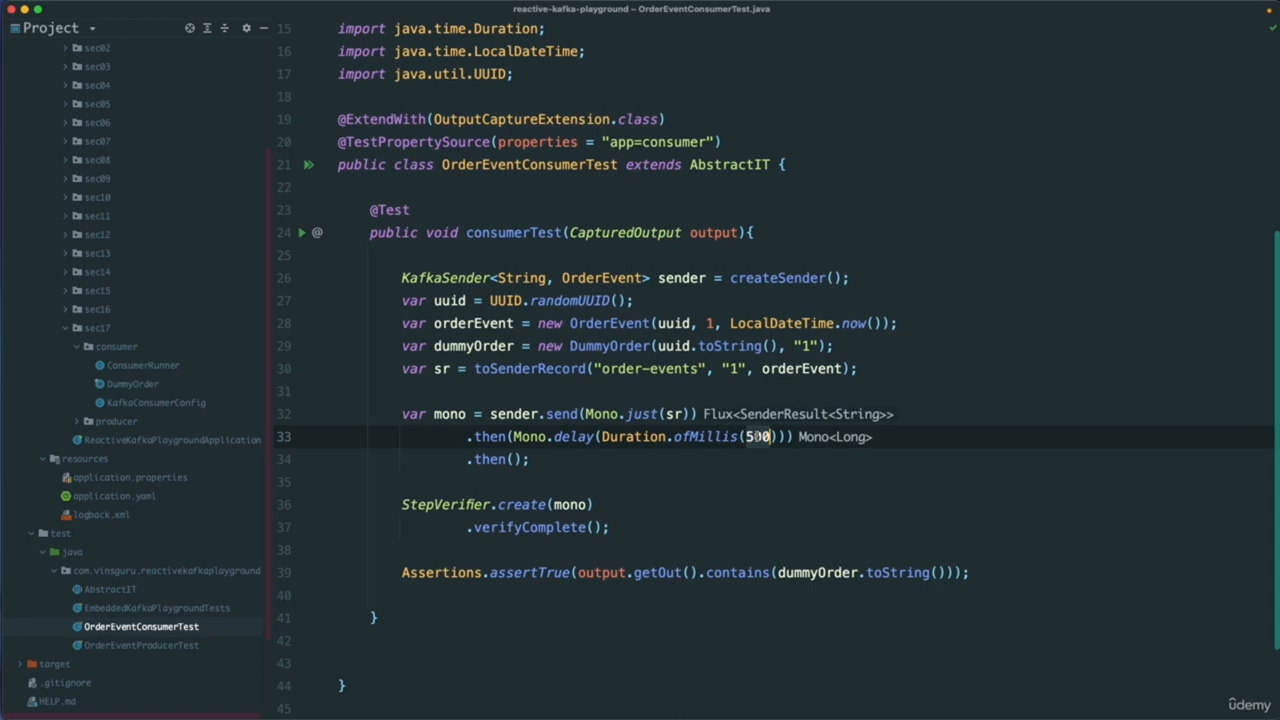 reactive-kafka-playground – OrderEventConsumerTest.java
Project
sec02
sec03
sec04
sec05
sec06
sec07
sec08
sec09
sec10
sec11
sec12
sec13
sec14
sec15
sec16
sec17
consumer
ConsumerRunner
DummyOrder
KafkaConsumerConfig
producer
ReactiveKafkaPlaygroundApplication
resources
application.properties
application.yaml
logback.xml
test
java
com.vinsguru.reactivekafkaplayground
AbstractIT
EmbeddedKafkaPlaygroundTests
OrderEventConsumerTest
OrderEventProducerTest
target
.gitignore
HELP.md
15 import java.time.Duration;
16 import java.time.LocalDateTime;
17 import java.util.UUID;
18
19 @ExtendWith(OutputCaptureExtension.class)
20 @TestPropertySource(properties = "app=consumer")
21 public class OrderEventConsumerTest extends AbstractIT {
22
23 @Test
24 @ public void consumerTest(CapturedOutput output){
25
26 KafkaSender<String, OrderEvent> sender = createSender();
27 var uuid = UUID.randomUUID();
28 var orderEvent = new OrderEvent(uuid, 1, LocalDateTime.now());
29 var dummyOrder = new DummyOrder(uuid.toString(), "1");
30 var sr = toSenderRecord("order-events", "1", orderEvent);
31
32 var mono = sender.send(Mono.just(sr)) Flux<SenderResult<String>>
33 .then(Mono.delay(Duration.ofMillis(500))) Mono<Long>
34 .then();
35
36 StepVerifier.create(mono)
37 .verifyComplete();
38
39 Assertions.assertTrue(output.getOut().contains(dummyOrder.toString()));
40
41 }
42
43
44 }
45
udemy